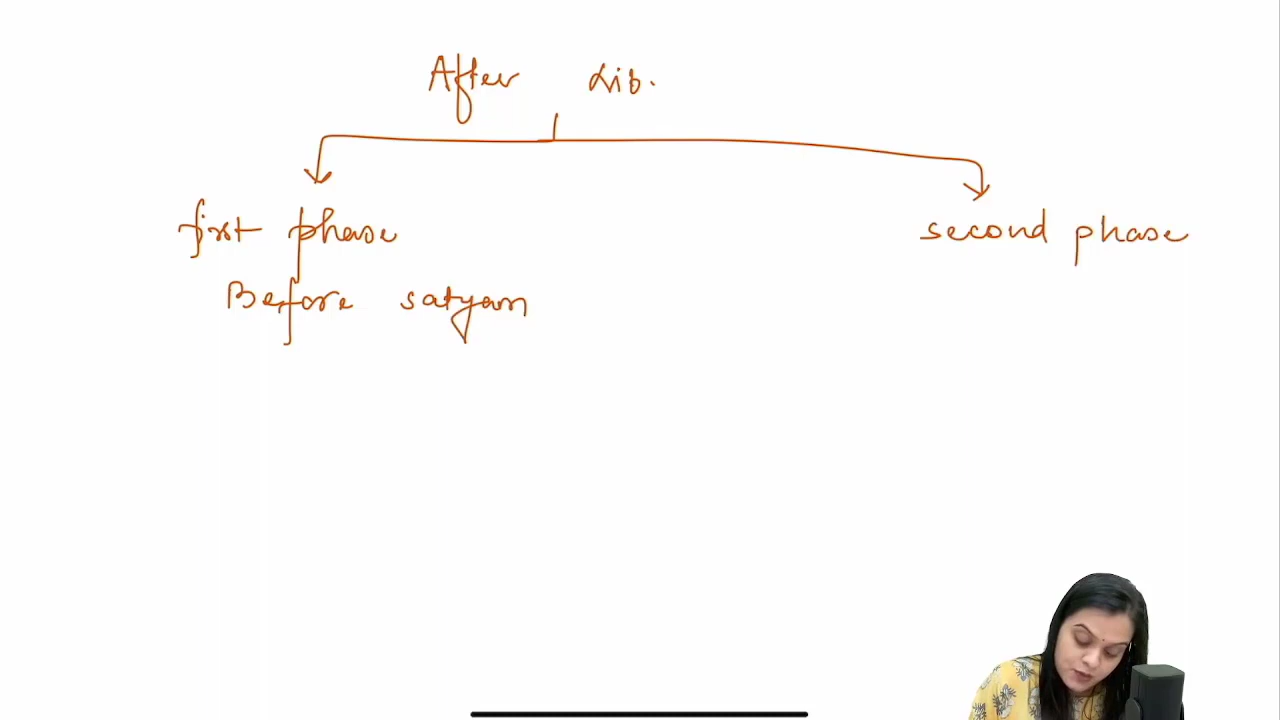 After Lib.
first phase
second phase
Before satyam